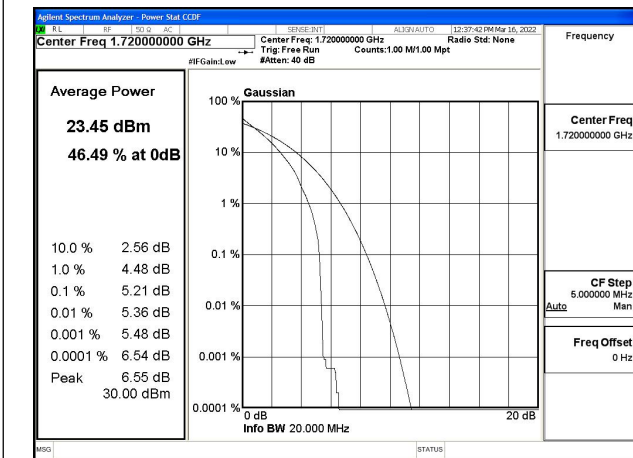 Agilent Spectrum Analyzer - Power Stat CCDF
RL RF 50 Ω AC SENSE:INT ALIGNAUTO 12:37:42 PM Mar 16, 2022
Center Freq 1.720000000 GHz
Center Freq: 1.720000000 GHz Radio Std: None
Trig: Free Run Counts:1.00 M/1.00 Mpt
#IFGain:Low #Atten: 40 dB
Frequency
Center Freq
1.720000000 GHz
CF Step
5.000000 MHz
Auto Man
Freq Offset
0 Hz
Average Power
23.45 dBm
46.49 % at 0dB
10.0 % 2.56 dB
1.0 % 4.48 dB
0.1 % 5.21 dB
0.01 % 5.36 dB
0.001 % 5.48 dB
0.0001 % 6.54 dB
Peak 6.55 dB
30.00 dBm
Gaussian
100 %
10 %
1 %
0.1 %
0.01 %
0.001 %
0.0001 %
0 dB 20 dB
Info BW 20.000 MHz
MSG STATUS